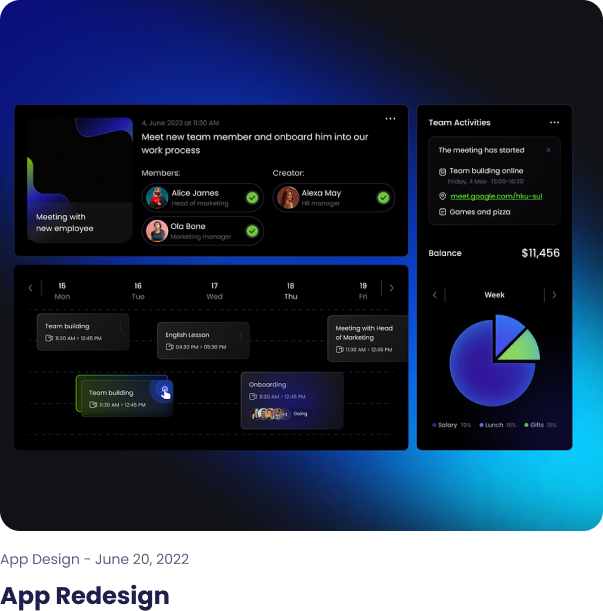 4, June 2023 at 11:30 AM
Meet new team member and onboard him into our
work process
Members:
Creator:
Alice James
Head of marketing
Alexa May
HR manager
Ola Bone
Marketing manager
Meeting with
new employee
Team Activities
The meeting has started
Team building online
Friday, 4 May 15:00-16:30
meet.google.com/hku-sul
Games and pizza
Balance
$11,456
Week
Salary 70%
Lunch 15%
Gifts 15%
15
Mon
16
Tue
17
Wed
18
Thu
19
Fri
Team building
11:30 AM > 12:45 PM
English Lesson
04:30 PM > 05:30 PM
Meeting with Head
of Marketing
11:30 AM > 12:45 PM
Team building
11:30 AM > 12:45 PM
Onboarding
11:30 AM > 12:45 PM
+3
Going
App Design - June 20, 2022
App Redesign